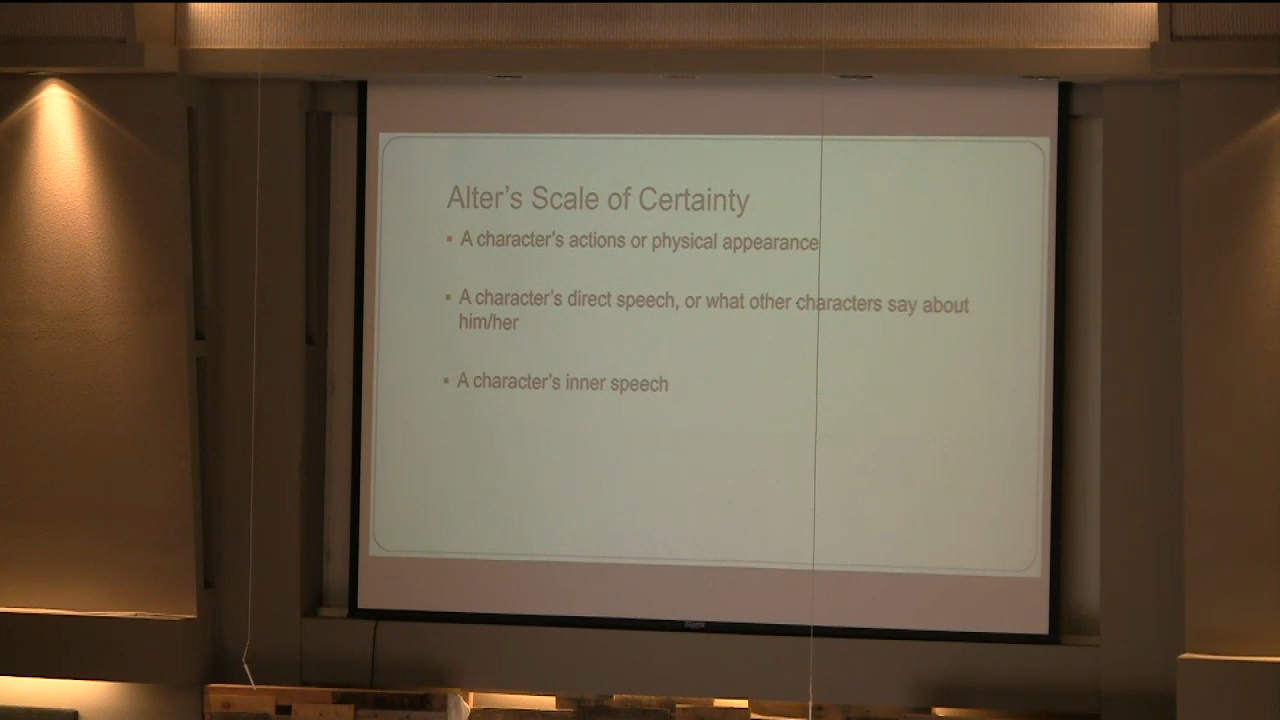 Alter's Scale of Certainty
▪ A character's actions or physical appearance
▪ A character's direct speech, or what other characters say about
him/her
▪ A character's inner speech